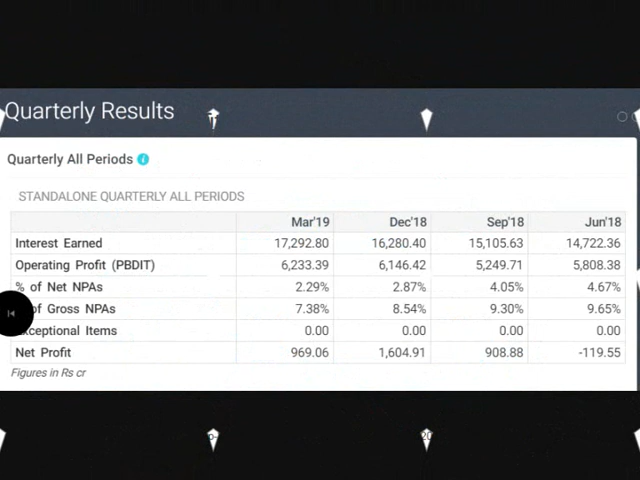 Quarterly Results
Quarterly All Periods
STANDALONE QUARTERLY ALL PERIODS
Mar'19 Dec'18 Sep'18 Jun'18
Interest Earned 17,292.80 16,280.40 15,105.63 14,722.36
Operating Profit (PBDIT) 6,233.39 6,146.42 5,249.71 5,808.38
% of Net NPAs 2.29% 2.87% 4.05% 4.67%
of Gross NPAs 7.38% 8.54% 9.30% 9.65%
Exceptional Items 0.00 0.00 0.00 0.00
Net Profit 969.06 1,604.91 908.88 -119.55
Figures in Rs cr